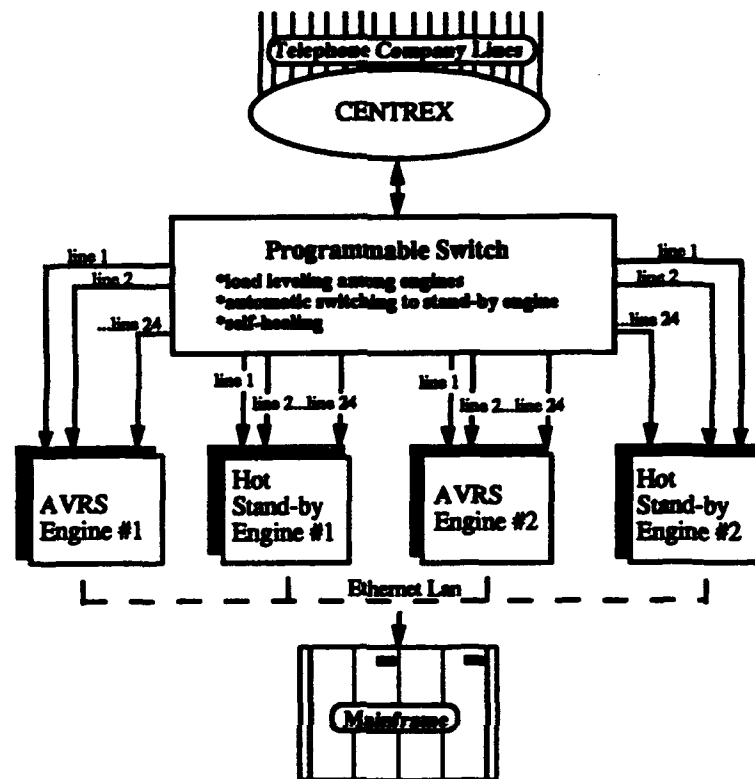 Telephone Company Lines
CENTREX
Programmable Switch
*load leveling among engines
*automatic switching to stand-by engine
*self-healing
line 1
line 2
...line 24
line 1
line 2...line 24
line 1
line 2...line 24
line 1
line 2
...line 24
AVRS
Engine #1
Hot
Stand-by
Engine #1
AVRS
Engine #2
Hot
Stand-by
Engine #2
Ethernet Lan
Mainframe